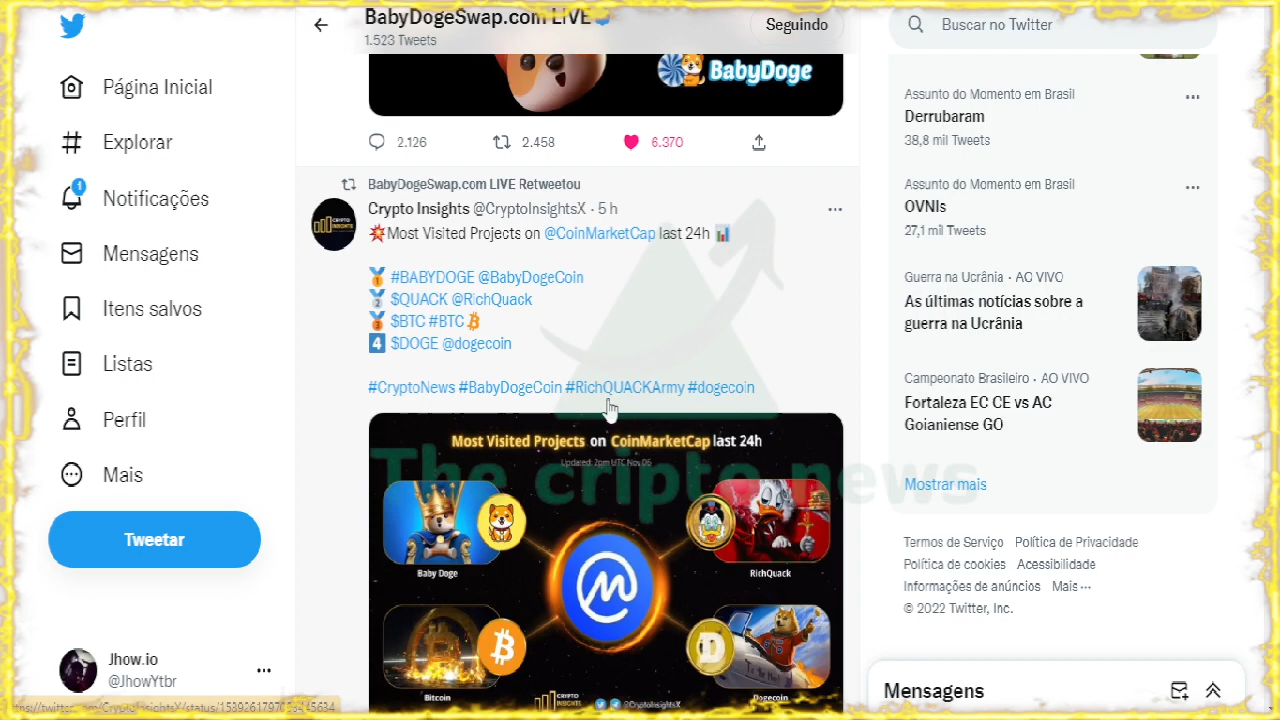 BabyDogeSwap.com LIVE
1.523 Tweets
Seguindo
Buscar no Twitter
Página Inicial
Explorar
1
Notificações
Mensagens
Itens salvos
Listas
Perfil
Mais
Tweetar
Jhow.io
@JhowYtbr
BabyDoge
2.126 2.458 6.370
BabyDogeSwap.com LIVE Retweetou
Crypto Insights @CryptoInsightsX · 5 h
💥Most Visited Projects on @CoinMarketCap last 24h 📊
🥇 #BABYDOGE @BabyDogeCoin
🥈 $QUACK @RichQuack
🥉 $BTC #BTC
4 $DOGE @dogecoin
#CryptoNews #BabyDogeCoin #RichQUACKArmy #dogecoin
The cripto news
Most Visited Projects on CoinMarketCap last 24h
Updated: 2pm UTC Nov 06
Baby Doge
RichQuack
Bitcoin
Dogecoin
CRYPTO
INSIGHTS
@CryptoInsightsX
Assunto do Momento em Brasil
Derrubaram
38,8 mil Tweets
Assunto do Momento em Brasil
OVNIs
27,1 mil Tweets
Guerra na Ucrânia · AO VIVO
As últimas notícias sobre a
guerra na Ucrânia
Campeonato Brasileiro · AO VIVO
Fortaleza EC CE vs AC
Goianiense GO
Mostrar mais
Termos de Serviço Política de Privacidade
Política de cookies Acessibilidade
Informações de anúncios Mais ···
© 2022 Twitter, Inc.
Mensagens